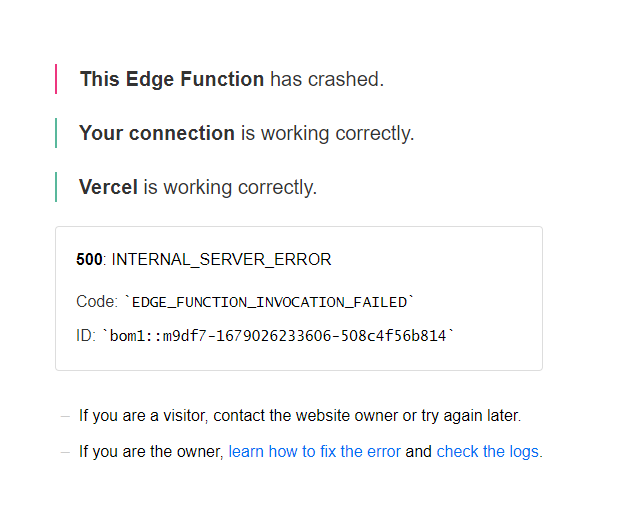 This Edge Function has crashed.
Your connection is working correctly.
Vercel is working correctly.
500: INTERNAL_SERVER_ERROR
Code: `EDGE_FUNCTION_INVOCATION_FAILED`
ID: `bom1::m9df7-1679026233606-508c4f56b814`
– If you are a visitor, contact the website owner or try again later.
– If you are the owner, learn how to fix the error and check the logs.